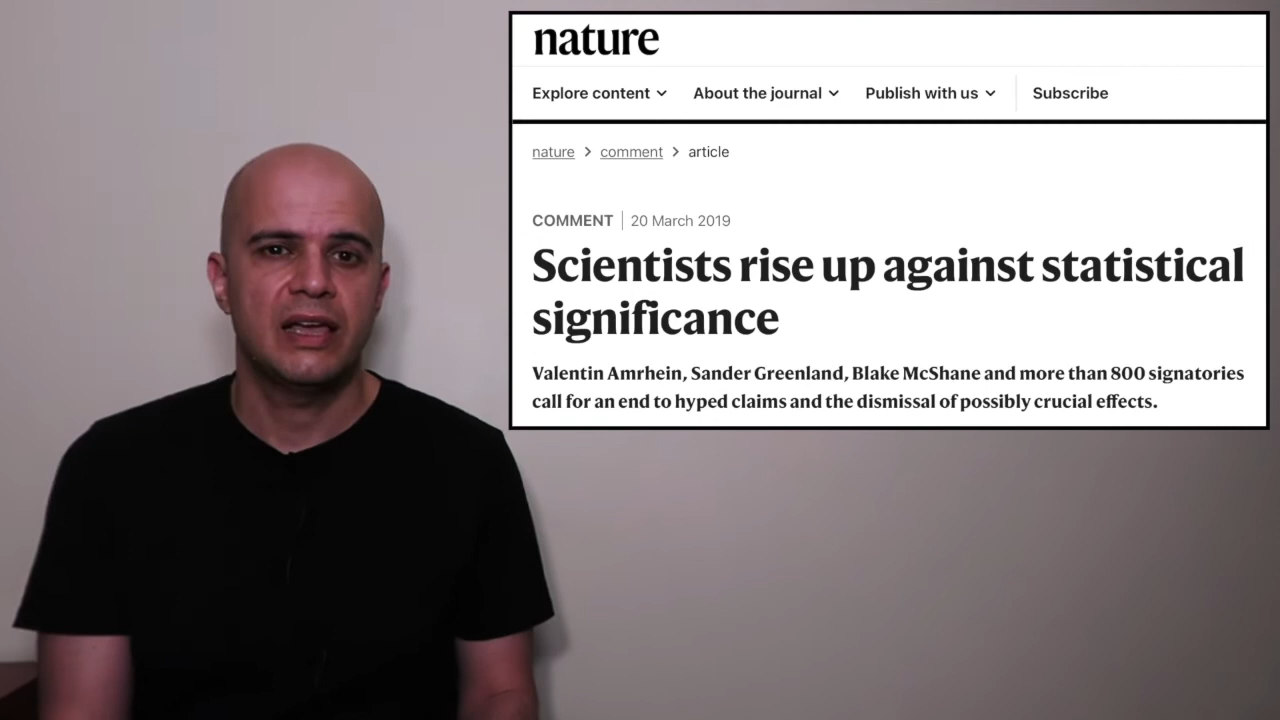 nature
Explore content About the journal Publish with us Subscribe
nature > comment > article
COMMENT | 20 March 2019
Scientists rise up against statistical
significance
Valentin Amrhein, Sander Greenland, Blake McShane and more than 800 signatories
call for an end to hyped claims and the dismissal of possibly crucial effects.